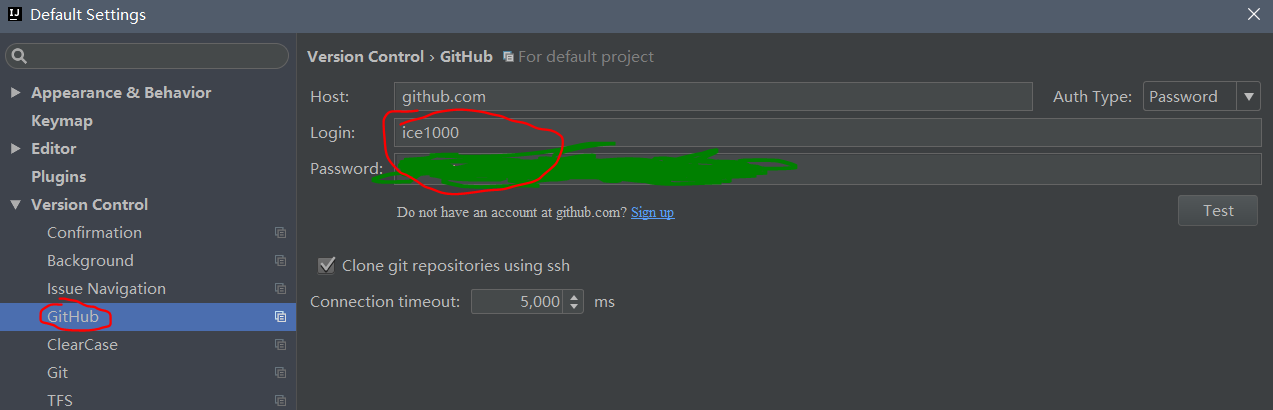 IJ Default Settings
Version Control › GitHub For default project
Appearance & Behavior
Keymap
Editor
Plugins
Version Control
Confirmation
Background
Issue Navigation
GitHub
ClearCase
Git
TFS
Host: github.com Auth Type: Password
Login: ice1000
Password:
Do not have an account at github.com? Sign up
Test
Clone git repositories using ssh
Connection timeout: 5,000 ms